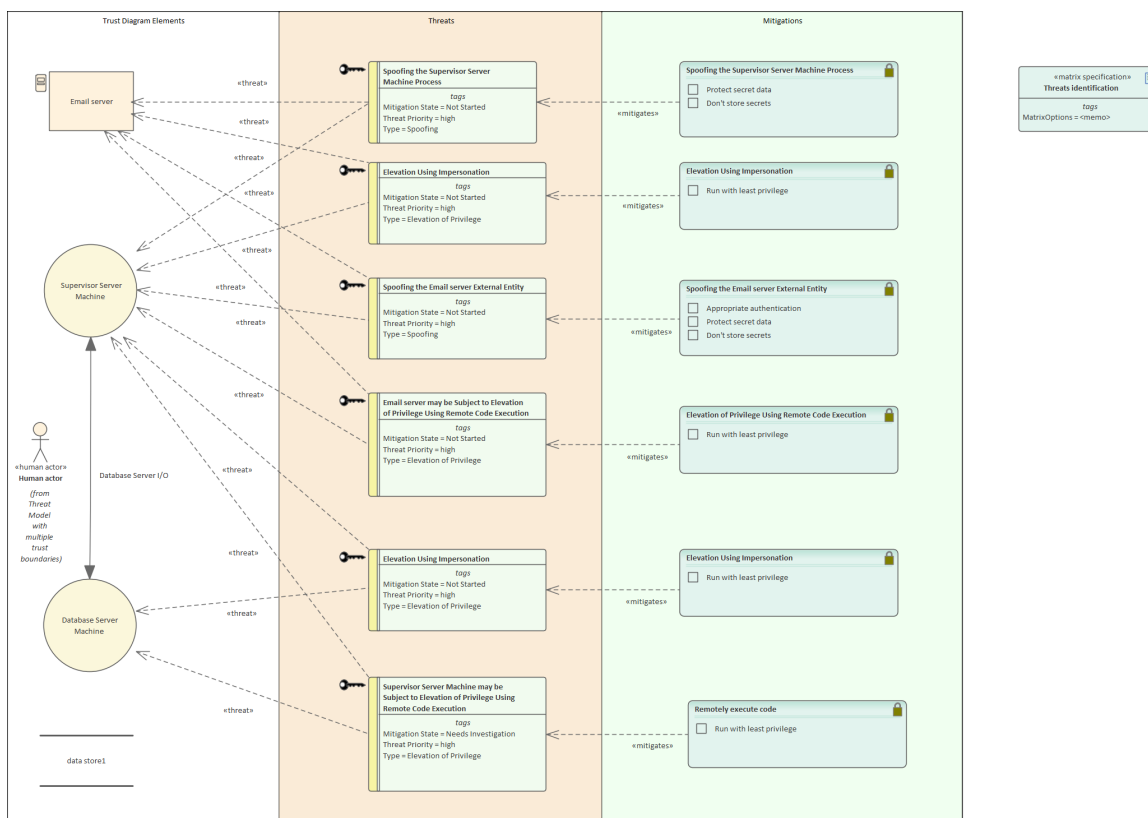 Trust Diagram Elements
Threats
Mitigations
Email server
Supervisor Server
Machine
«human actor»
Human actor
(from
Threat
Model
with
multiple
trust
boundaries)
Database Server I/O
Database Server
Machine
data store1
«threat»
«threat»
«threat»
«threat»
«threat»
«threat»
«threat»
«threat»
«threat»
«threat»
«threat»
«threat»
Spoofing the Supervisor Server
Machine Process
tags
Mitigation State = Not Started
Threat Priority = high
Type = Spoofing
Elevation Using Impersonation
tags
Mitigation State = Not Started
Threat Priority = high
Type = Elevation of Privilege
Spoofing the Email server External Entity
tags
Mitigation State = Not Started
Threat Priority = high
Type = Spoofing
Email server may be Subject to Elevation
of Privilege Using Remote Code Execution
tags
Mitigation State = Not Started
Threat Priority = high
Type = Elevation of Privilege
Elevation Using Impersonation
tags
Mitigation State = Not Started
Threat Priority = high
Type = Elevation of Privilege
Supervisor Server Machine may be
Subject to Elevation of Privilege Using
Remote Code Execution
tags
Mitigation State = Needs Investigation
Threat Priority = high
Type = Elevation of Privilege
«mitigates»
«mitigates»
«mitigates»
«mitigates»
«mitigates»
«mitigates»
Spoofing the Supervisor Server Machine Process
Protect secret data
Don't store secrets
Elevation Using Impersonation
Run with least privilege
Spoofing the Email server External Entity
Appropriate authentication
Protect secret data
Don't store secrets
Elevation of Privilege Using Remote Code Execution
Run with least privilege
Elevation Using Impersonation
Run with least privilege
Remotely execute code
Run with least privilege
«matrix specification»
Threats identification
tags
MatrixOptions = <memo>